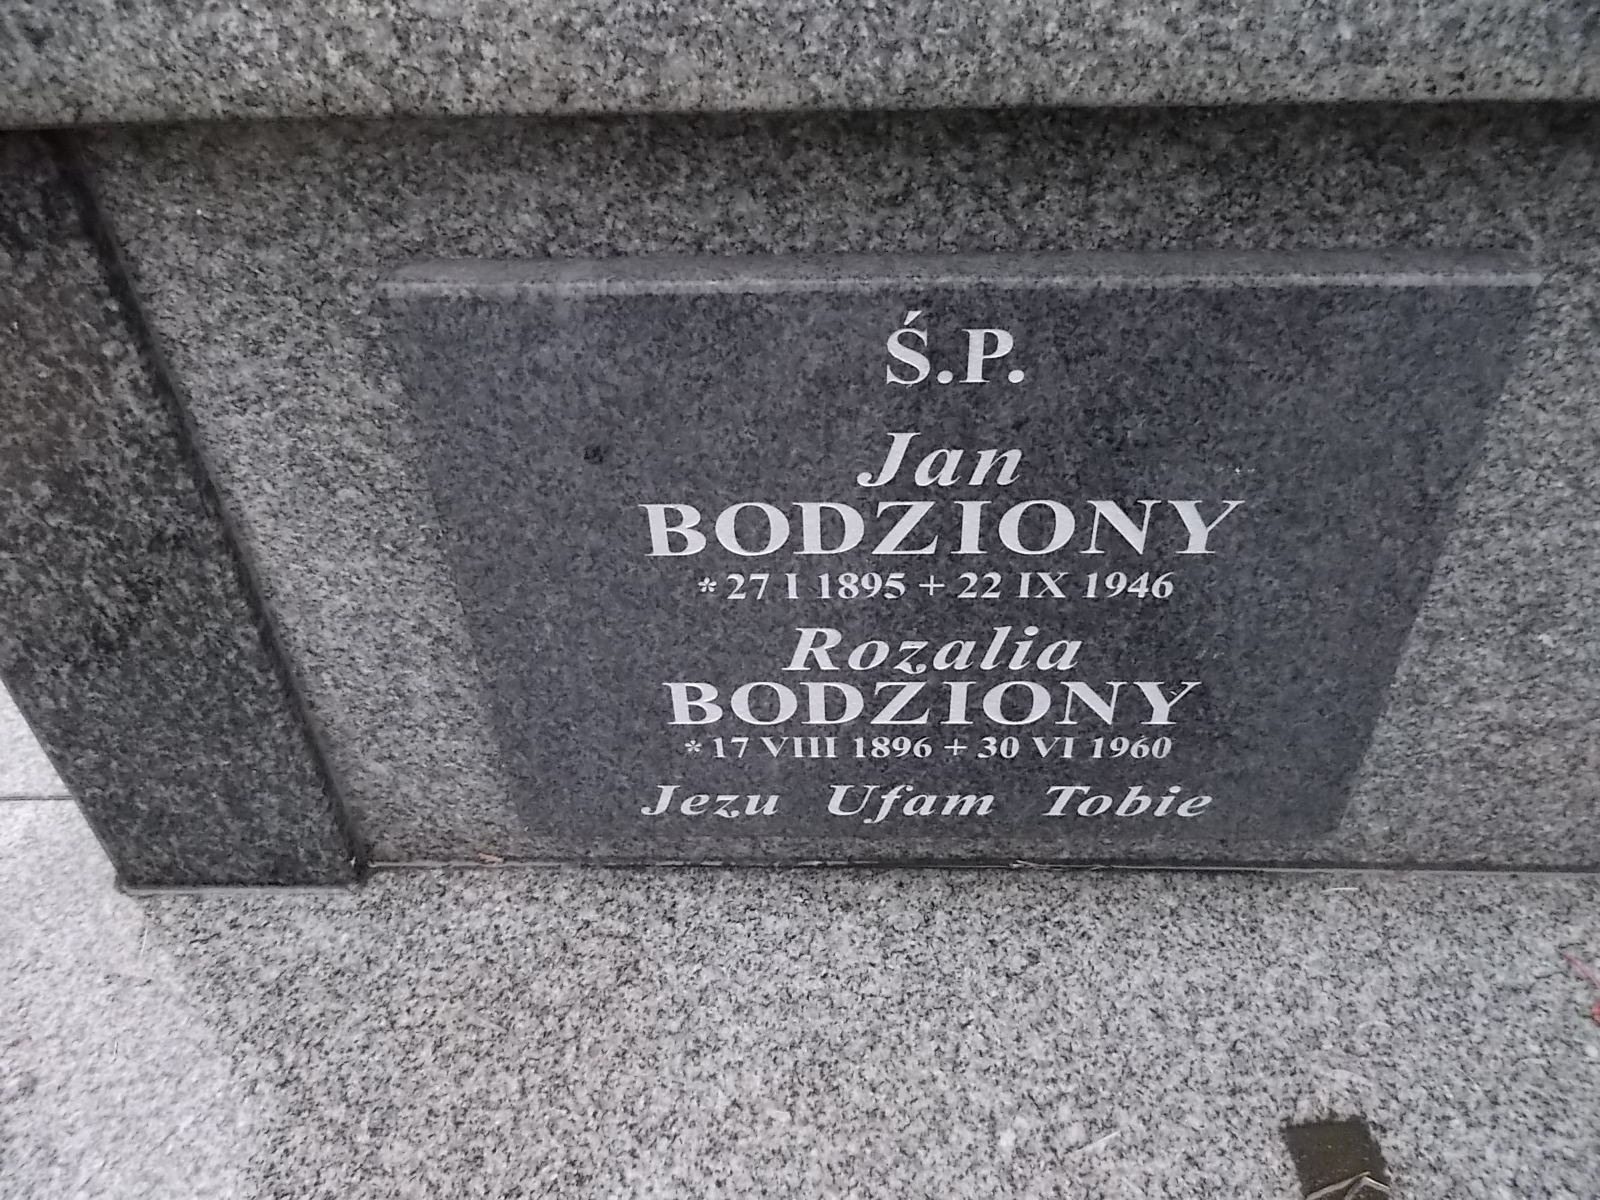 Ś.P.
Jan
BODZIONY
* 27 I 1895 + 22 IX 1946
Rozalia
BODZIONY
* 17 VIII 1896 + 30 VI 1960
Jezu Ufam Tobie